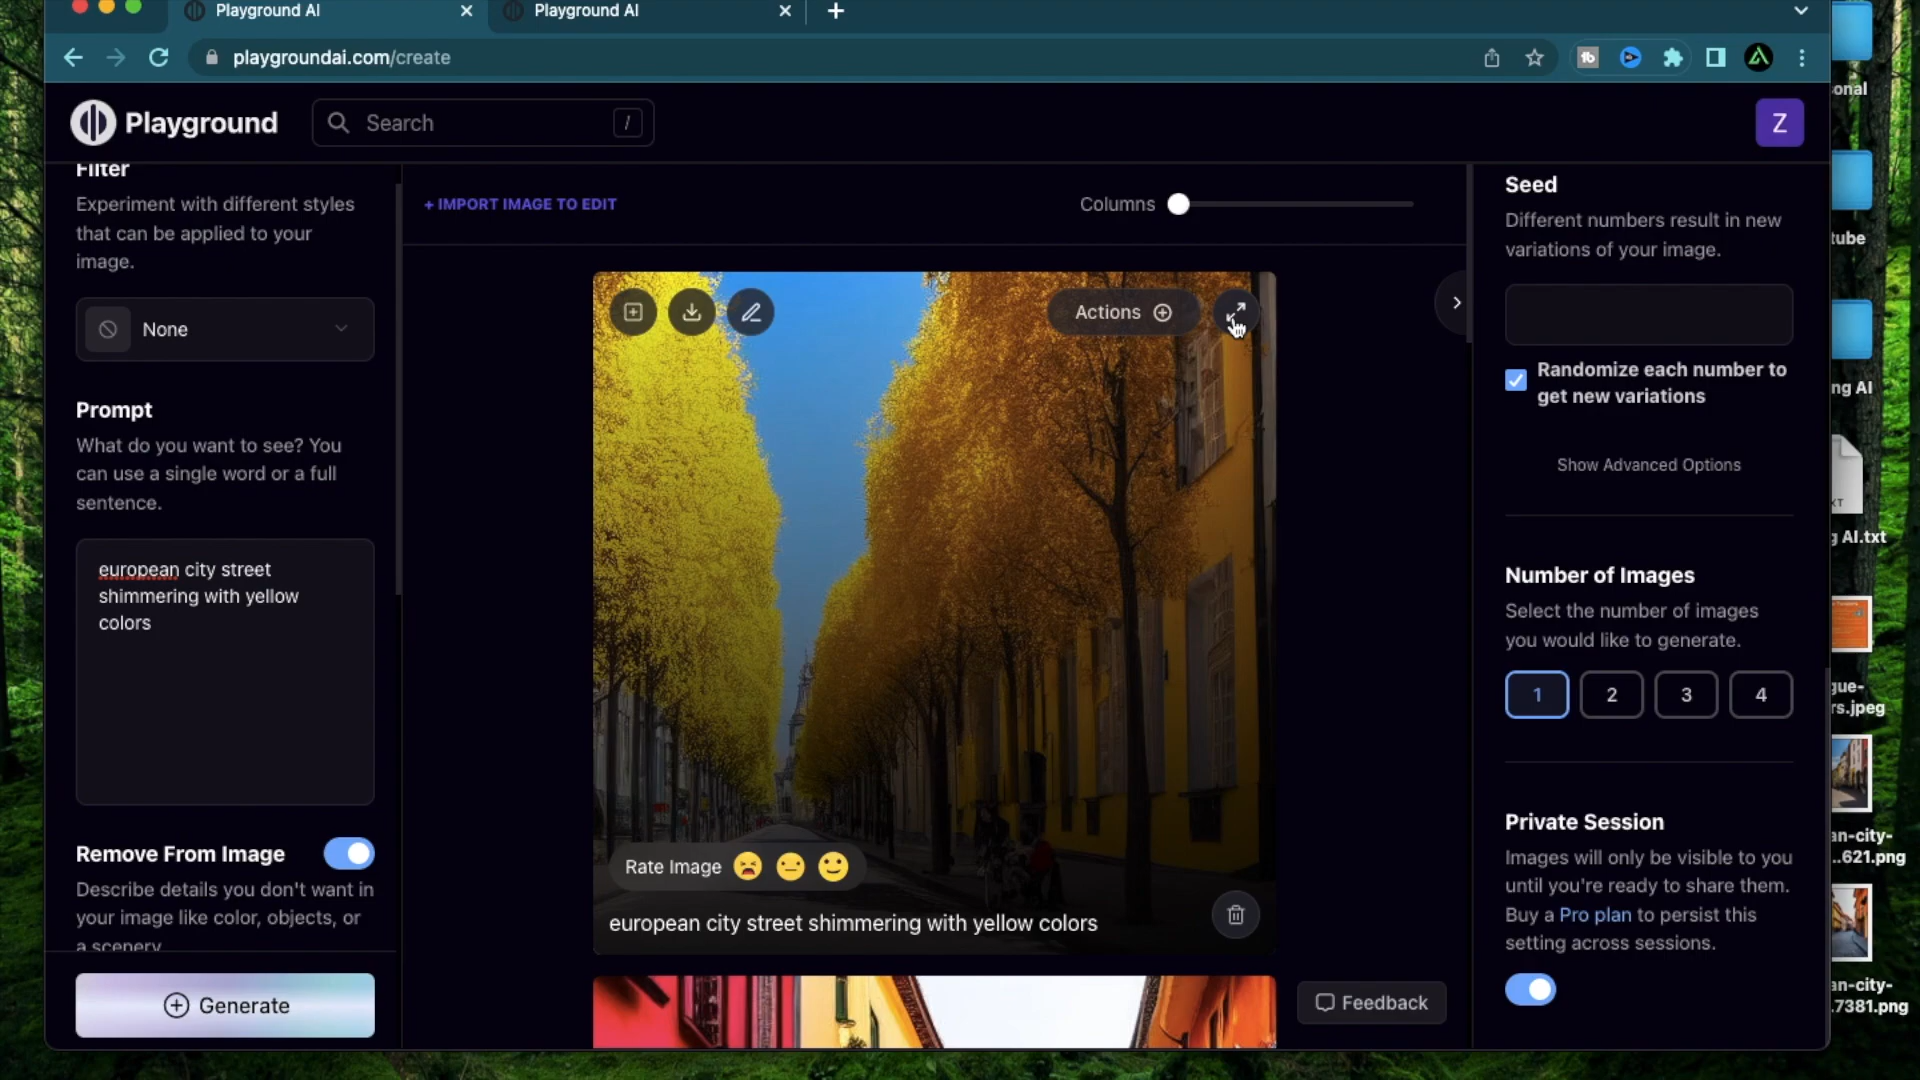 Playground AI
Playground AI
playgroundai.com/create
Playground
Search
/
Z
Filter
Experiment with different styles
that can be applied to your
image.
None
Prompt
What do you want to see? You
can use a single word or a full
sentence.
european city street
shimmering with yellow
colors
Remove From Image
Describe details you don't want in
your image like color, objects, or
a scenery
Generate
+ IMPORT IMAGE TO EDIT
Columns
Actions
Rate Image
european city street shimmering with yellow colors
Feedback
Seed
Different numbers result in new
variations of your image.
Randomize each number to
get new variations
Show Advanced Options
Number of Images
Select the number of images
you would like to generate.
1 2 3 4
Private Session
Images will only be visible to you
until you're ready to share them.
Buy a Pro plan to persist this
setting across sessions.
onal
tube
ng AI
g AI.txt
gue-
rs.jpeg
an-city-
...621.png
an-city-
.7381.png